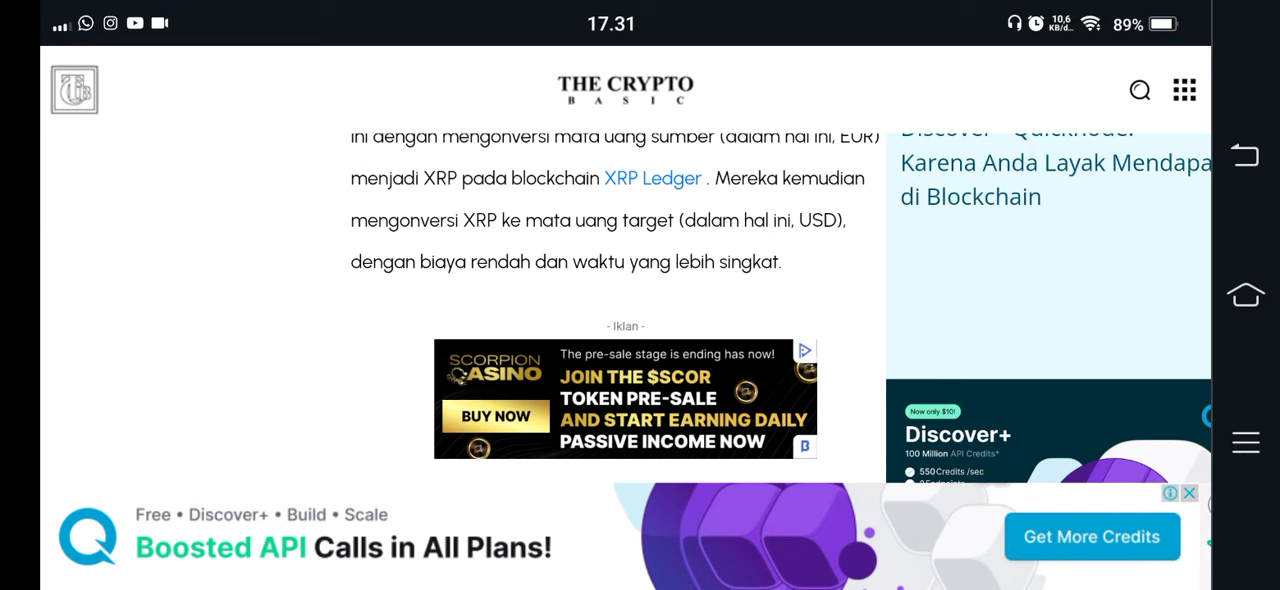 17.31
10,6
KB/d...
89%
THE CRYPTO
BASIC
ini dengan mengonversi mata uang sumber (dalam hal ini, EUR)
menjadi XRP pada blockchain XRP Ledger . Mereka kemudian
mengonversi XRP ke mata uang target (dalam hal ini, USD),
dengan biaya rendah dan waktu yang lebih singkat.
Discover+ Quicknode:
Karena Anda Layak Mendapa
di Blockchain
- Iklan -
SCORPION
CASINO
BUY NOW
The pre-sale stage is ending has now!
JOIN THE $SCOR
TOKEN PRE-SALE
AND START EARNING DAILY
PASSIVE INCOME NOW
Now only $10!
Discover+
100 Million API Credits*
550Credits /sec
Free • Discover+ • Build • Scale
Boosted API Calls in All Plans!
Get More Credits